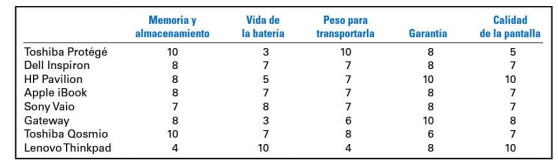 Memoria y almacenamiento Vida de la batería Peso para transportarla Garantía Calidad de la pantalla
Toshiba Protégé 10 3 10 8 5
Dell Inspiron 8 7 7 8 7
HP Pavilion 8 5 7 10 10
Apple iBook 8 7 7 8 7
Sony Vaio 7 8 7 8 7
Gateway 8 3 6 10 8
Toshiba Qosmio 10 7 8 6 7
Lenovo Thinkpad 4 10 4 8 10